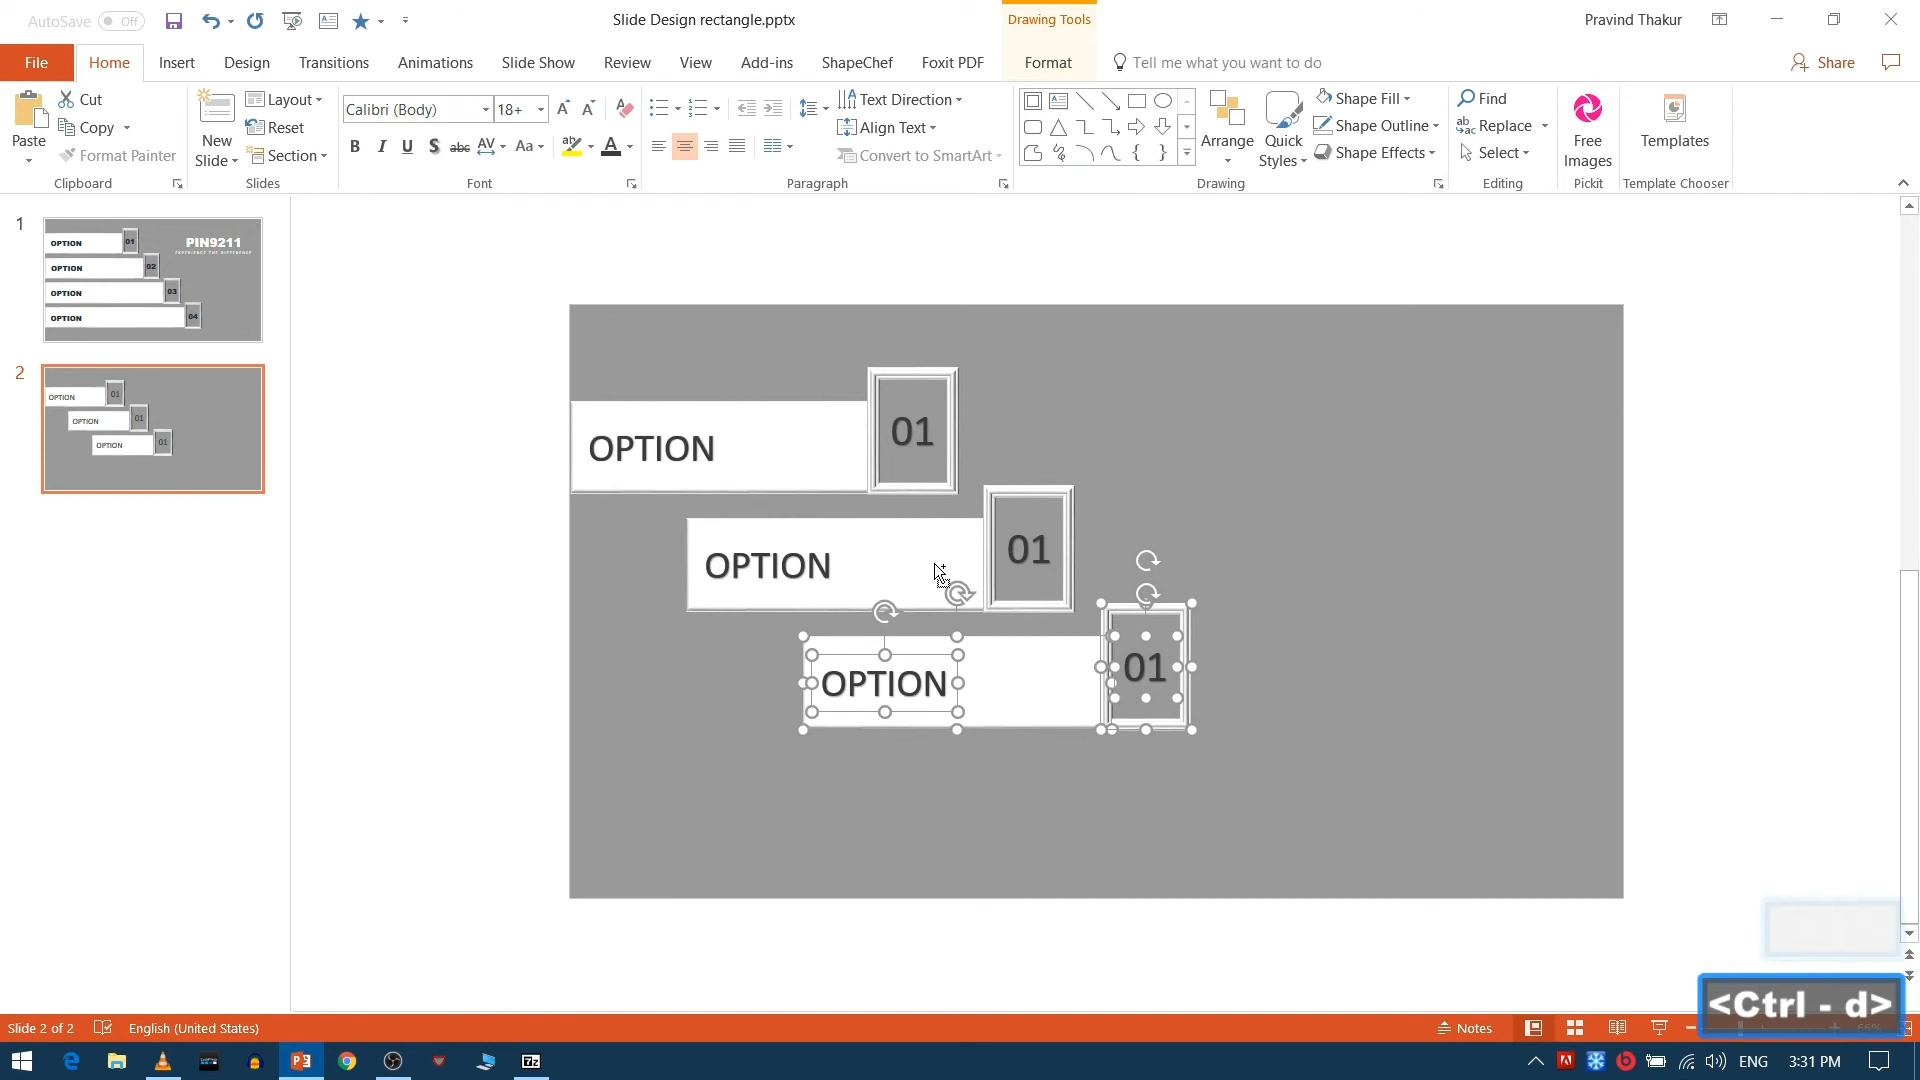 AutoSave Off
Slide Design rectangle.pptx
Drawing Tools
Pravind Thakur
File Home Insert Design Transitions Animations Slide Show Review View Add-ins ShapeChef Foxit PDF Format Tell me what you want to do Share
Paste
Cut
Copy
Format Painter
Clipboard
New Slide
Layout
Reset
Section
Slides
Calibri (Body) 18+
B I U S abc AV Aa A
Font
Text Direction
Align Text
Convert to SmartArt
Paragraph
Arrange
Quick Styles
Shape Fill
Shape Outline
Shape Effects
Drawing
Find
Replace
Select
Editing
Free Images
Pickit
Templates
Template Chooser
1
OPTION 01
PIN9211
EXPERIENCE THE DIFFERENCE
OPTION 02
OPTION 03
OPTION 04
2
OPTION 01
OPTION 01
OPTION 01
OPTION 01
OPTION 01
OPTION 01
<Ctrl - d>
Slide 2 of 2 English (United States) Notes
ENG 3:31 PM